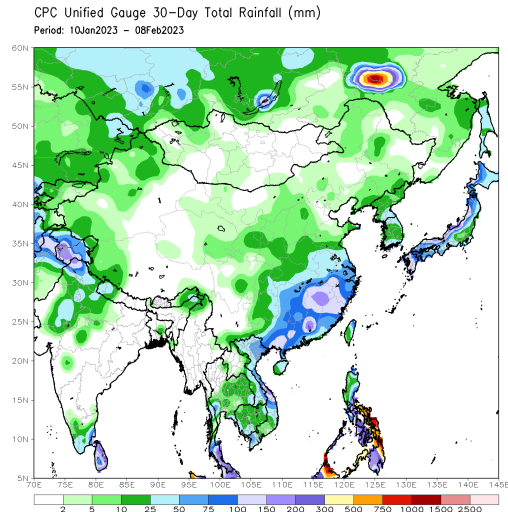 CPC Unified Gauge 30-Day Total Rainfall (mm)
Period: 10Jan2023 - 08Feb2023
60N
55N
50N
45N
40N
35N
30N
25N
20N
15N
10N
5N
70E 75E 80E 85E 90E 95E 100E 105E 110E 115E 120E 125E 130E 135E 140E 145E
2 5 10 25 50 75 100 150 200 300 500 750 1000 1500 2500